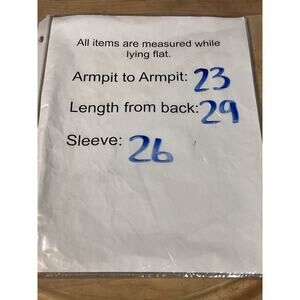 All items are measured while
lying flat.
Armpit to Armpit: 23
Length from back: 29
Sleeve: 26